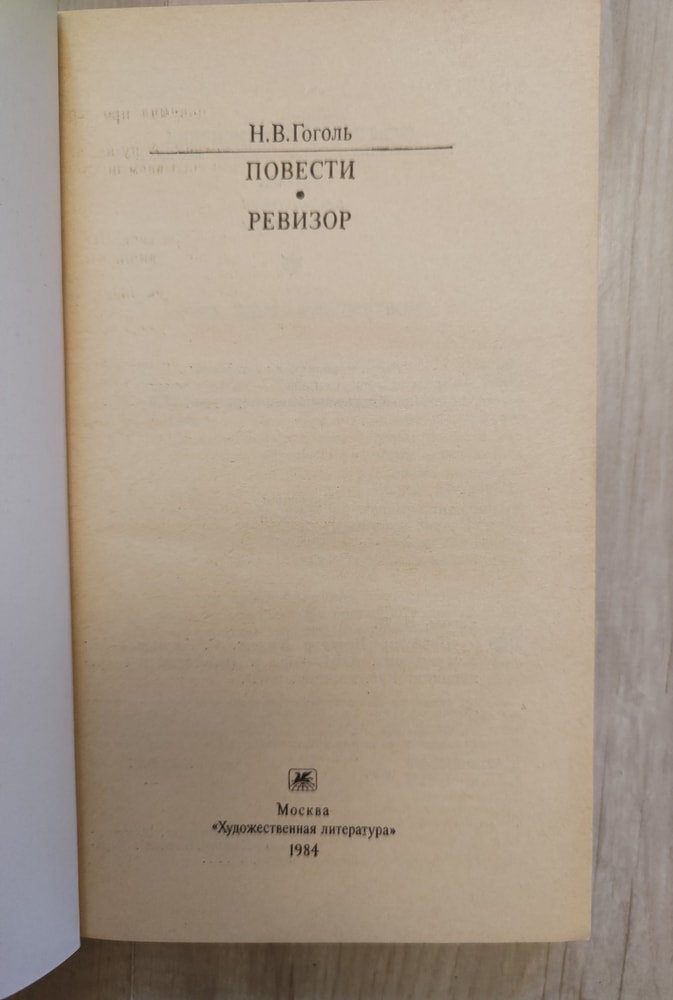 Н.В.Гоголь
ПОВЕСТИ
•
РЕВИЗОР
Москва
«Художественная литература»
1984